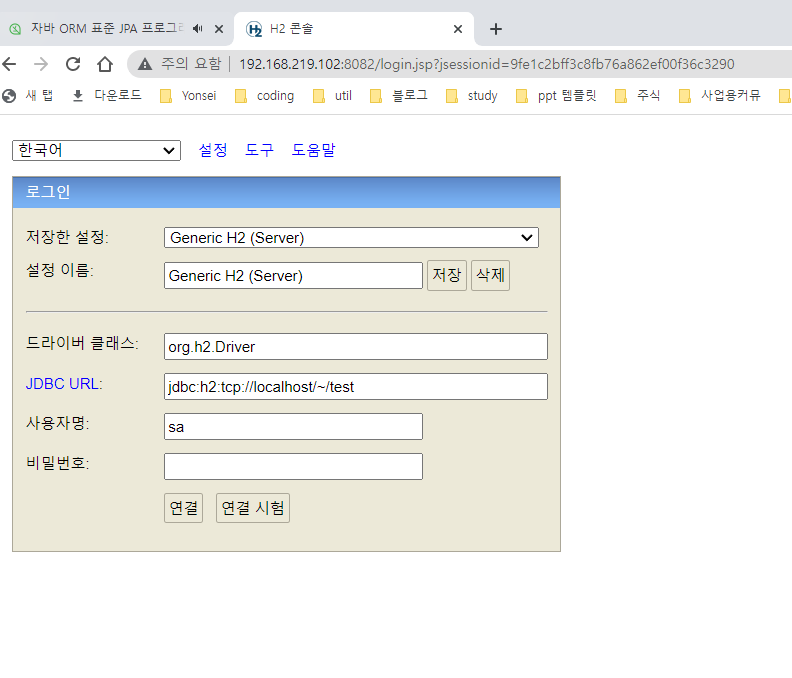 자바 ORM 표준 JPA 프로그래
H2 콘솔
주의 요함 | 192.168.219.102:8082/login.jsp?jsessionid=9fe1c2bff3c8fb76a862ef00f36c3290
새 탭 다운로드 Yonsei coding util 블로그 study ppt 템플릿 주식 사업용커뮤
한국어 설정 도구 도움말
로그인
저장한 설정: Generic H2 (Server)
설정 이름: Generic H2 (Server) 저장 삭제
드라이버 클래스: org.h2.Driver
JDBC URL: jdbc:h2:tcp://localhost/~/test
사용자명: sa
비밀번호:
연결 연결 시험